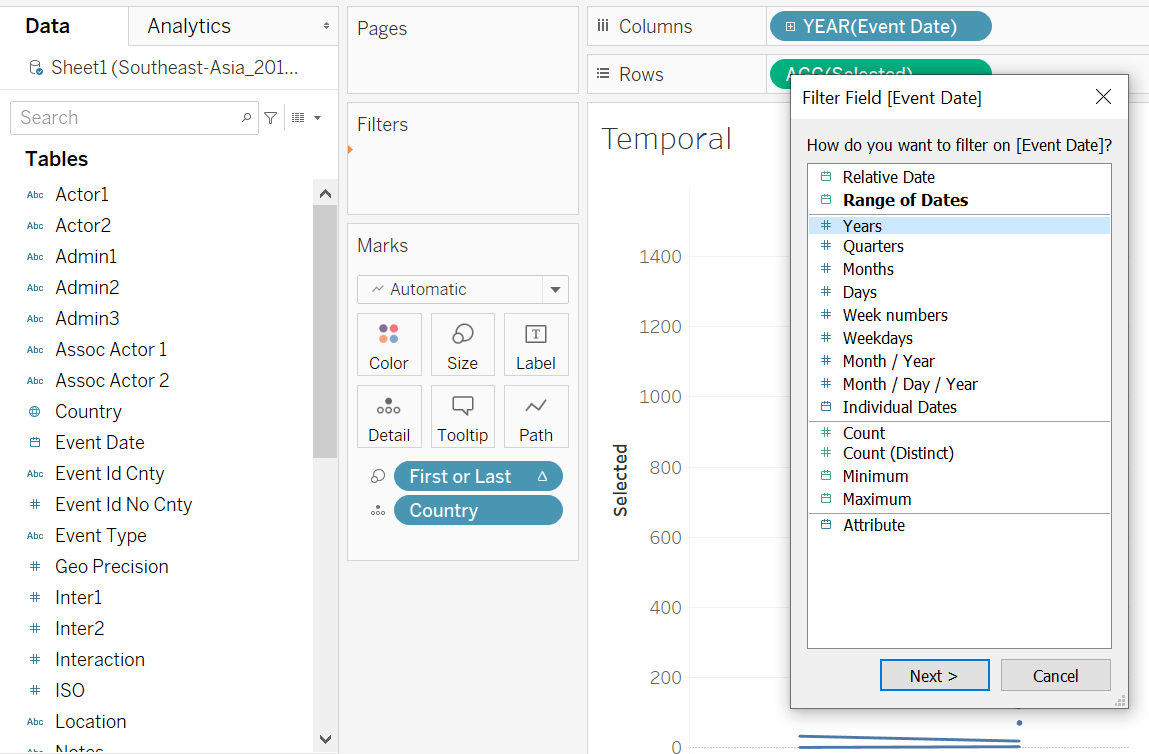 Data
Analytics
Sheet1 (Southeast-Asia_201...
Search
Tables
Abc Actor1
Abc Actor2
Abc Admin1
Abc Admin2
Abc Admin3
Abc Assoc Actor 1
Abc Assoc Actor 2
Country
Event Date
Abc Event Id Cnty
# Event Id No Cnty
Abc Event Type
# Geo Precision
# Inter1
# Inter2
# Interaction
# ISO
Abc Location
Abc Notes
Pages
Filters
Marks
Automatic
Color
Size
T
Label
Detail
Tooltip
Path
First or Last Δ
Country
Columns
YEAR(Event Date)
Rows
AGG(Selected)
Temporal
Selected
1400
1200
1000
800
600
400
200
0
Filter Field [Event Date]
How do you want to filter on [Event Date]?
Relative Date
Range of Dates
# Years
# Quarters
# Months
# Days
# Week numbers
# Weekdays
# Month / Year
# Month / Day / Year
Individual Dates
# Count
# Count (Distinct)
Minimum
Maximum
Attribute
Next >
Cancel